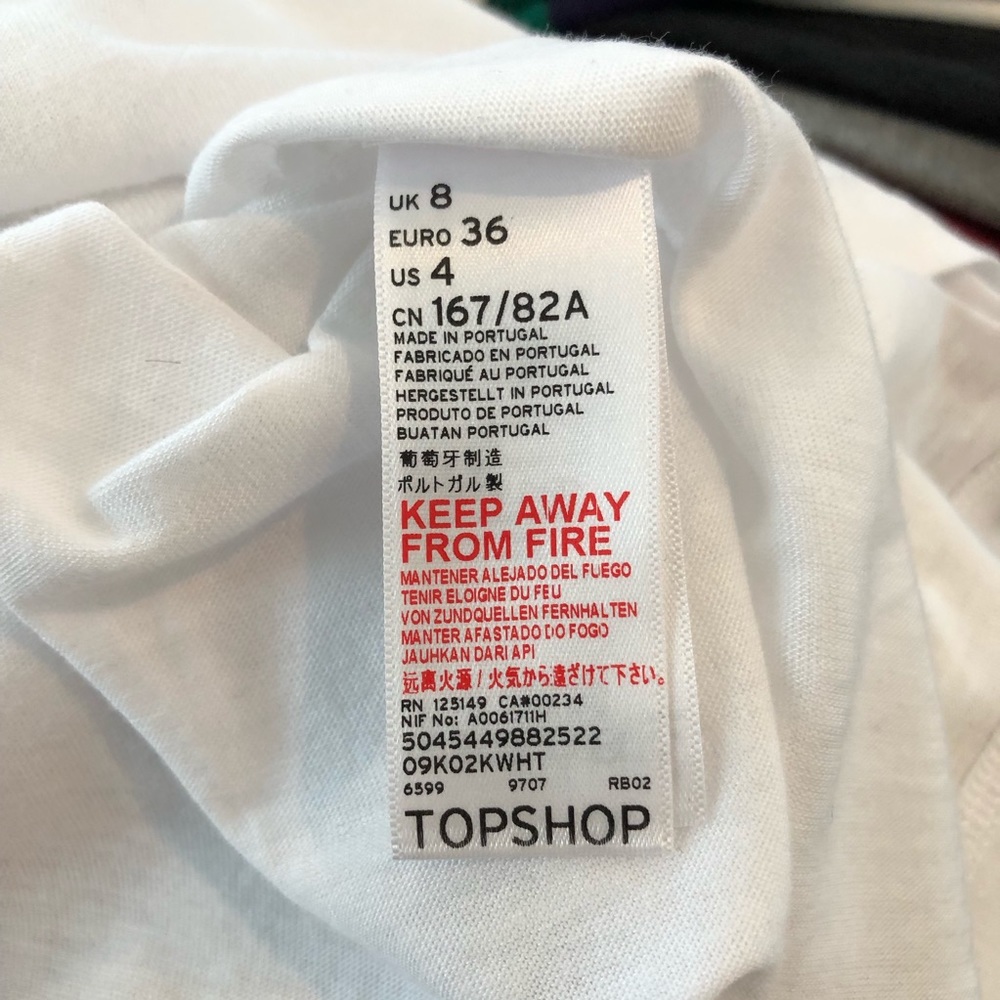 UK 8
EURO 36
US 4
CN 167/82A
MADE IN PORTUGAL
FABRICADO EN PORTUGAL
FABRIQUÉ AU PORTUGAL
HERGESTELLT IN PORTUGAL
PRODUTO DE PORTUGAL
BUATAN PORTUGAL
葡萄牙制造
ポルトガル製
KEEP AWAY
FROM FIRE
MANTENER ALEJADO DEL FUEGO
TENIR ELOIGNE DU FEU
VON ZUNDQUELLEN FERNHALTEN
MANTER AFASTADO DO FOGO
JAUHKAN DARI API
远离火源 / 火気から遠ざけて下さい。
RN 125149 CA#00234
NIF No: A0061711H
5045449882522
09K02KWHT
6599 9707 RB02
TOPSHOP